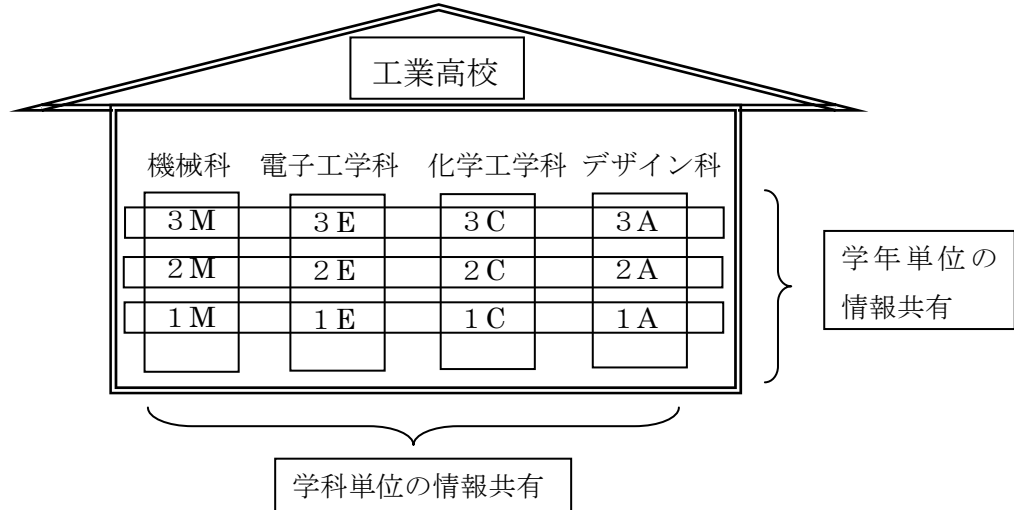 工業高校
機械科 電子工学科 化学工学科 デザイン科
３M ３E ３C ３A
２M ２E ２C ２A
１M １E １C １A
学年単位の
情報共有
学科単位の情報共有